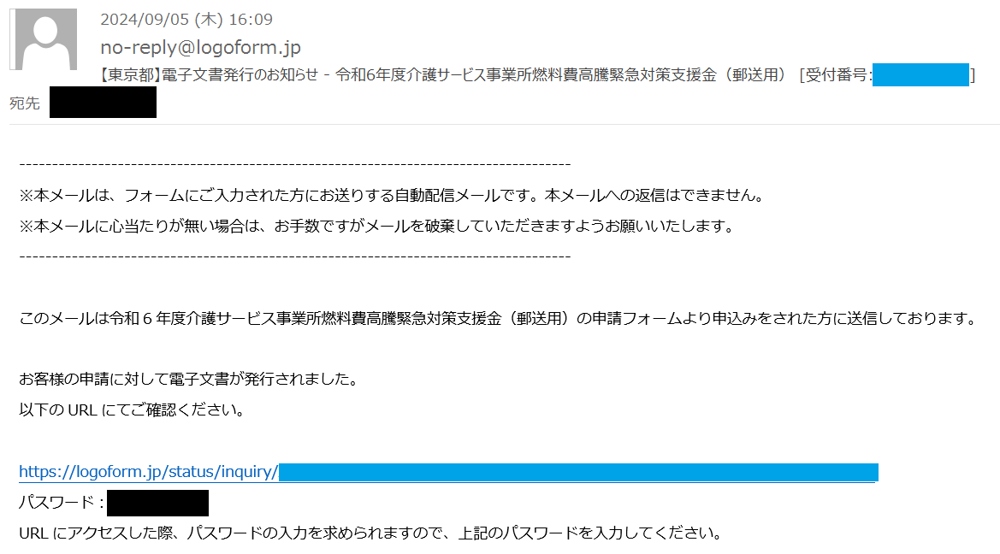 2024/09/05 (木) 16:09
no-reply@logoform.jp
【東京都】電子文書発行のお知らせ - 令和6年度介護サービス事業所燃料費高騰緊急対策支援金（郵送用） [受付番号:]
宛先
--------------------------------------------------------------------------------------
※本メールは、フォームにご入力された方にお送りする自動配信メールです。本メールへの返信はできません。
※本メールに心当たりが無い場合は、お手数ですがメールを破棄していただきますようお願いいたします。
--------------------------------------------------------------------------------------
このメールは令和６年度介護サービス事業所燃料費高騰緊急対策支援金（郵送用）の申請フォームより申込みをされた方に送信しております。
お客様の申請に対して電子文書が発行されました。
以下の URL にてご確認ください。
https://logoform.jp/status/inquiry/
パスワード：
URL にアクセスした際、パスワードの入力を求められますので、上記のパスワードを入力してください。